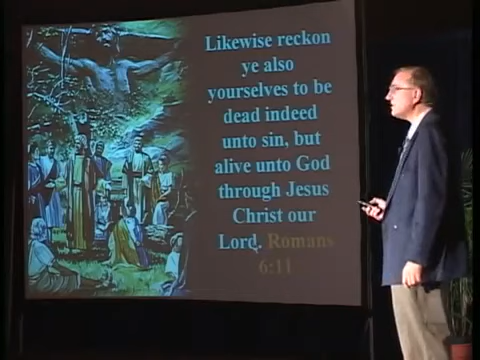 Likewise reckon
ye also
yourselves to be
dead indeed
unto sin, but
alive unto God
through Jesus
Christ our
Lord. Romans
6:11